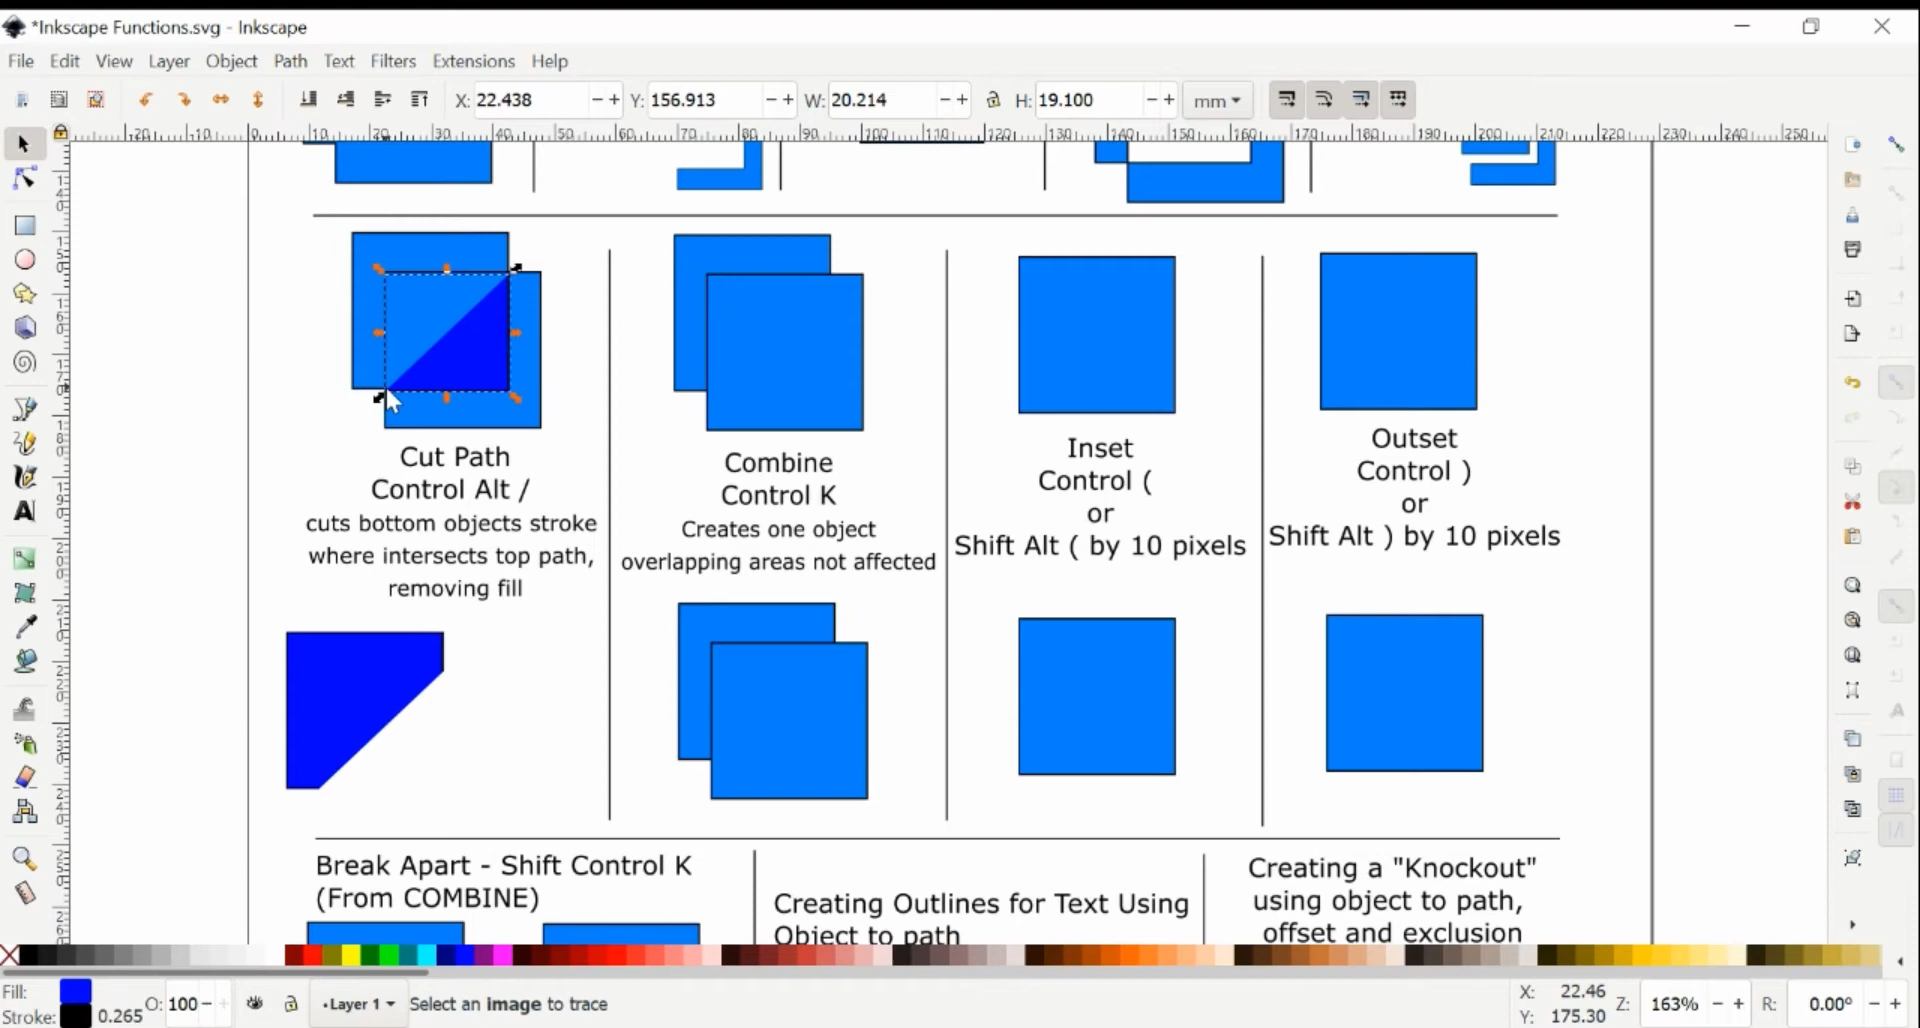 *Inkscape Functions.svg - Inkscape
File Edit View Layer Object Path Text Filters Extensions Help
X: 22.438 − + Y: 156.913 − + W: 20.214 − + H: 19.100 − + mm
Cut Path
Control Alt /
cuts bottom objects stroke
where intersects top path,
removing fill
Combine
Control K
Creates one object
overlapping areas not affected
Inset
Control (
or
Shift Alt ( by 10 pixels
Outset
Control )
or
Shift Alt ) by 10 pixels
Break Apart - Shift Control K
(From COMBINE)
Creating Outlines for Text Using
Object to path
Creating a "Knockout"
using object to path,
offset and exclusion
Fill:
Stroke: 0.265 O: 100 − +
•Layer 1 Select an image to trace
X: 22.46
Y: 175.30
Z: 163% − + R: 0.00° − +